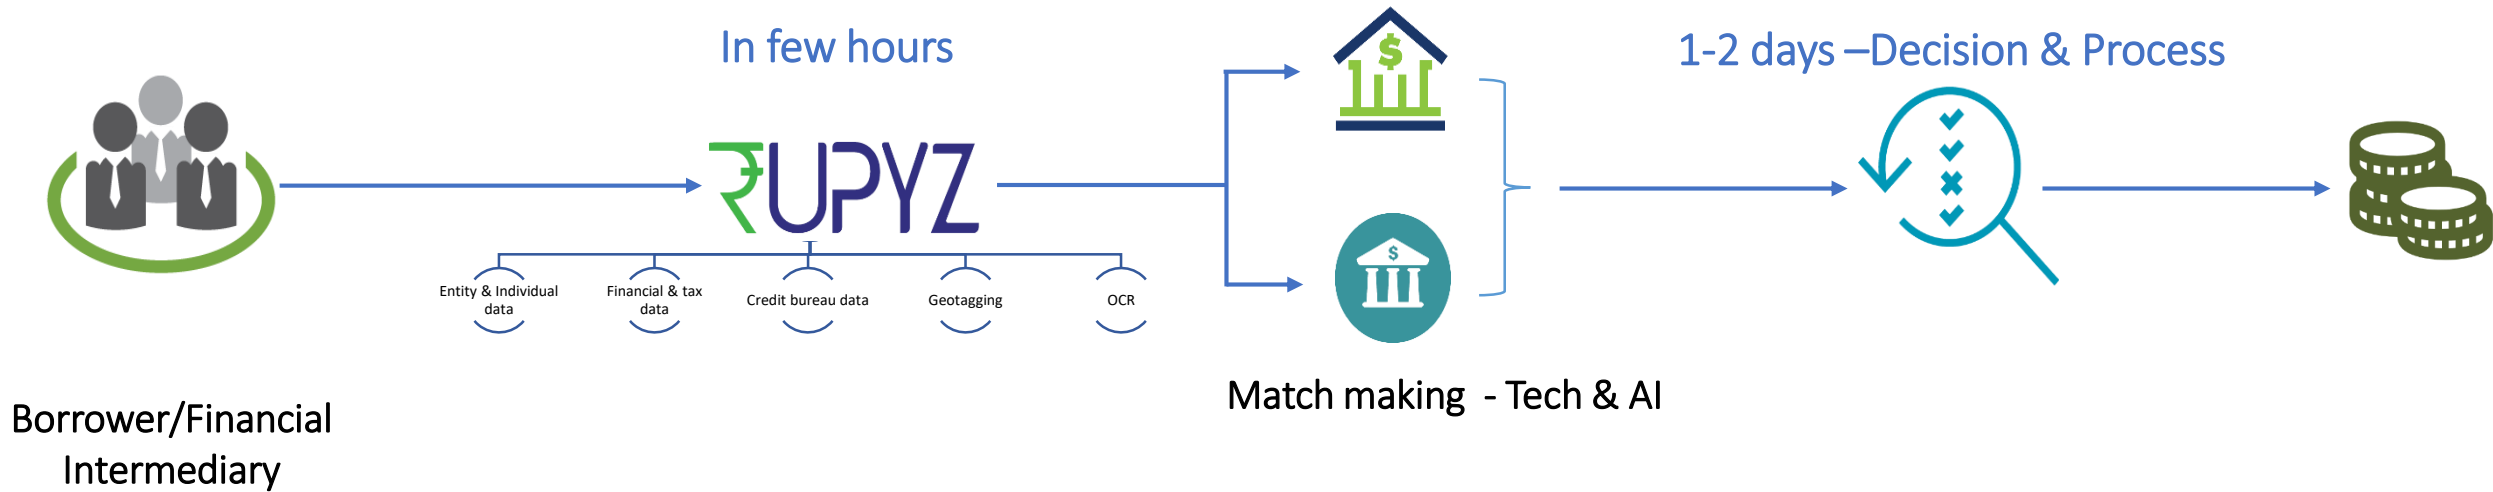 In few hours
1-2 days –Decision & Process
₹UPYZ
Entity & Individual
data
Financial & tax
data
Credit bureau data
Geotagging
OCR
Match making - Tech & AI
Borrower/Financial
Intermediary